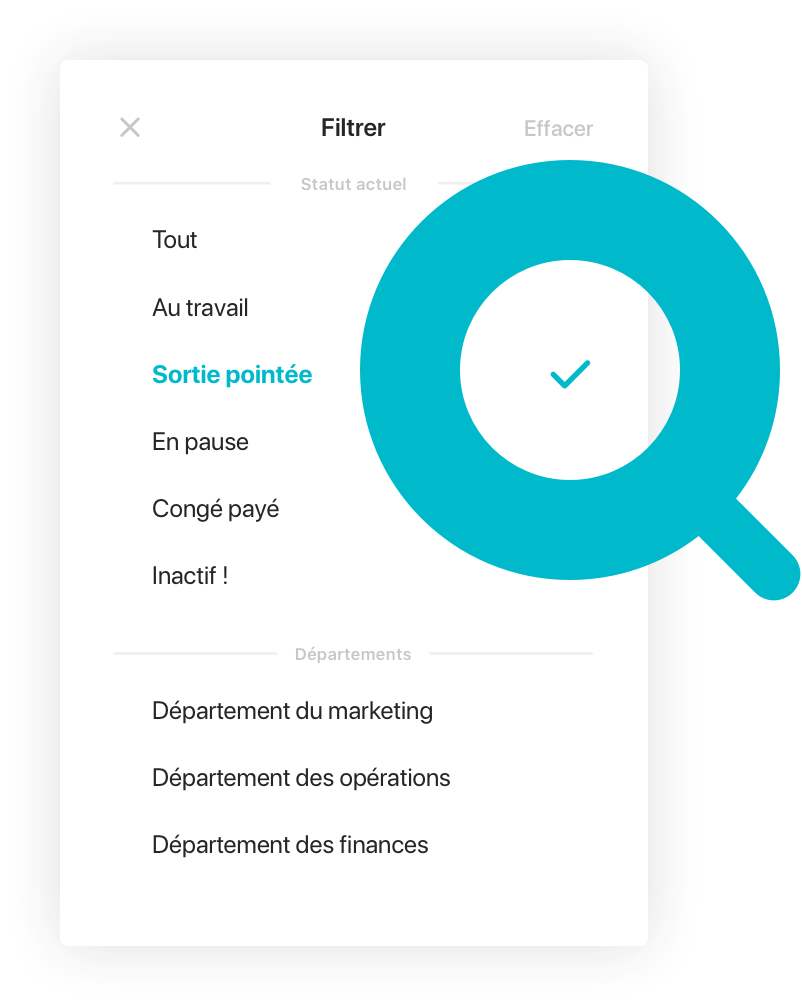 Filtrer
Effacer
Statut actuel
Tout
Au travail
Sortie pointée
En pause
Congé payé
Inactif !
Départements
Département du marketing
Département des opérations
Département des finances